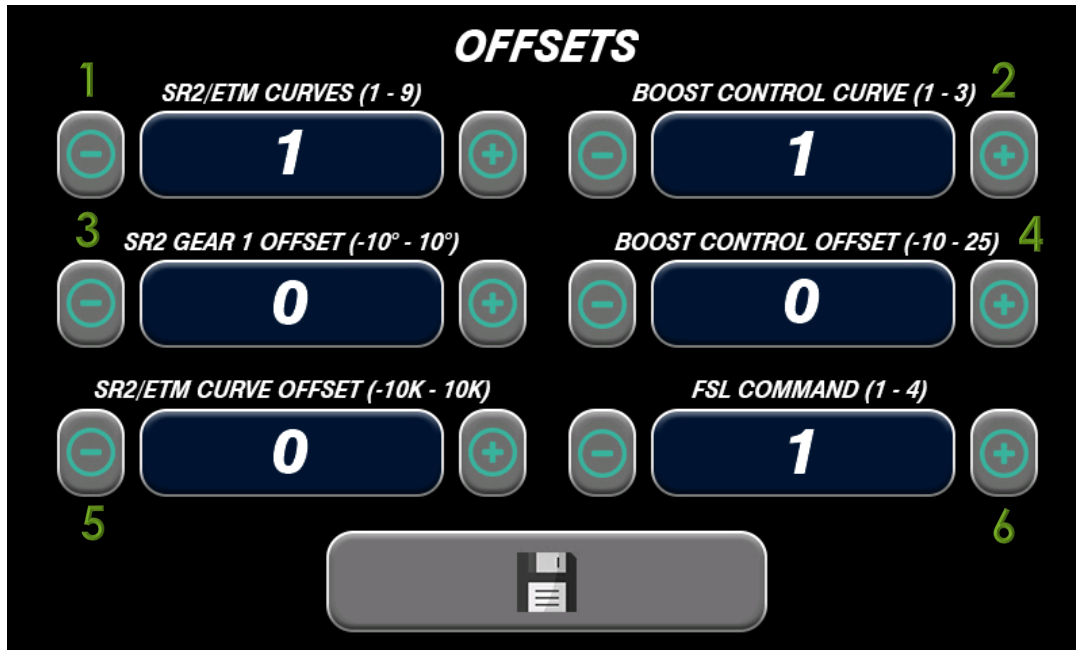 OFFSETS
1 2
SR2/ETM CURVES (1 - 9) BOOST CONTROL CURVE (1 - 3)
1 1
3 4
SR2 GEAR 1 OFFSET (-10° - 10°) BOOST CONTROL OFFSET (-10 - 25)
0 0
SR2/ETM CURVE OFFSET (-10K - 10K) FSL COMMAND (1 - 4)
0 1
5 6